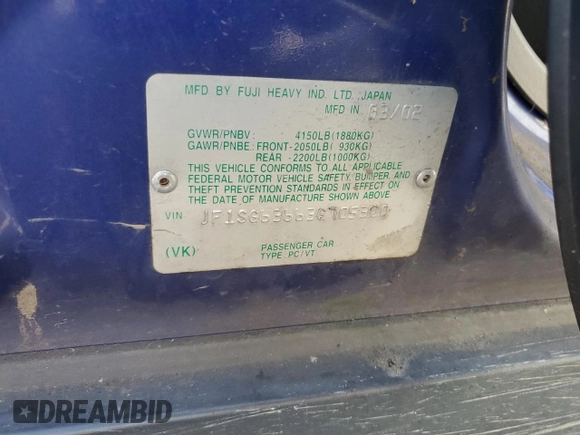 MFD BY FUJI HEAVY IND. LTD. JAPAN
MFD IN 03/02
GVWR/PNBV: 4150LB(1880KG)
GAWR/PNBE: FRONT-2050LB( 930KG)
REAR -2200LB(1000KG)
THIS VEHICLE CONFORMS TO ALL APPLICABLE
FEDERAL MOTOR VEHICLE SAFETY, BUMPER, AND
THEFT PREVENTION STANDARDS IN EFFECT ON
THE DATE OF MANUFACTURE SHOWN ABOVE.
VIN
(VK)
PASSENGER CAR
TYPE: PC/VT
DREAMBID